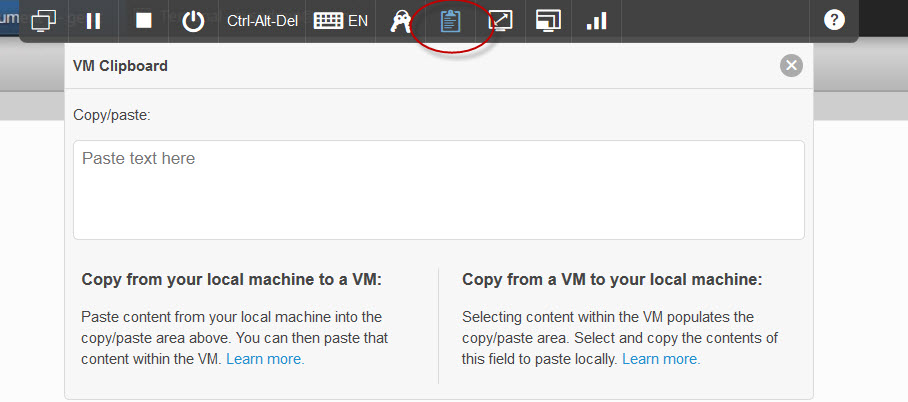 Ctrl-Alt-Del EN ?
VM Clipboard
Copy/paste:
Paste text here
Copy from your local machine to a VM:
Paste content from your local machine into the
copy/paste area above. You can then paste that
content within the VM. Learn more.
Copy from a VM to your local machine:
Selecting content within the VM populates the
copy/paste area. Select and copy the contents of
this field to paste locally. Learn more.